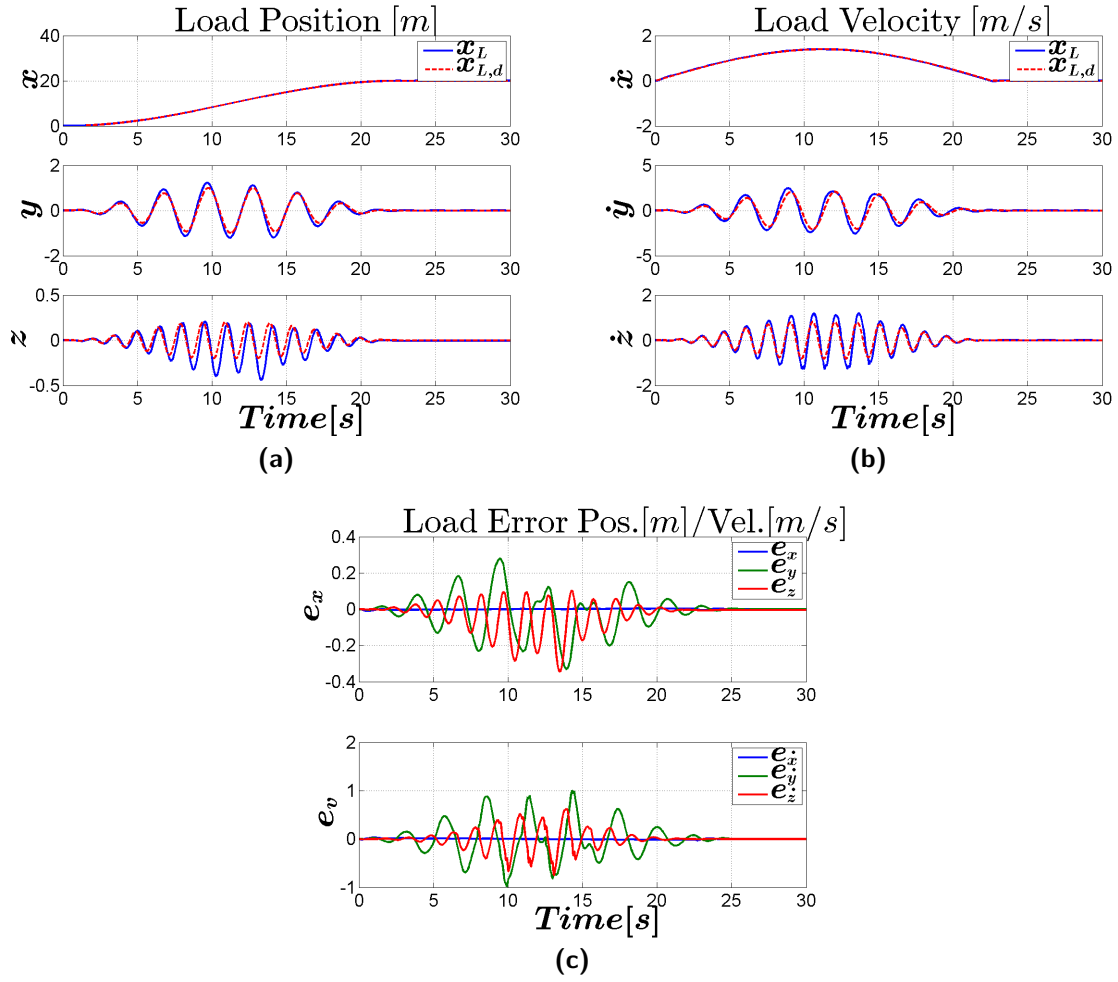 Load Position [m]
40
20
0
x
x_L
x_{L,d}
0 5 10 15 20 25 30
2
0
-2
y
0 5 10 15 20 25 30
0.5
0
-0.5
z
0 5 10 15 20 25 30
Time[s]
(a)
Load Velocity [m/s]
2
0
-2
ẋ
x_L
x_{L,d}
0 5 10 15 20 25 30
5
0
-5
ẏ
0 5 10 15 20 25 30
2
0
-2
ż
0 5 10 15 20 25 30
Time[s]
(b)
Load Error Pos.[m]/Vel.[m/s]
0.4
0.2
0
-0.2
-0.4
e_x
e_x
e_y
e_z
0 5 10 15 20 25 30
2
1
0
-1
e_v
e_ẋ
e_ẏ
e_ż
0 5 10 15 20 25 30
Time[s]
(c)